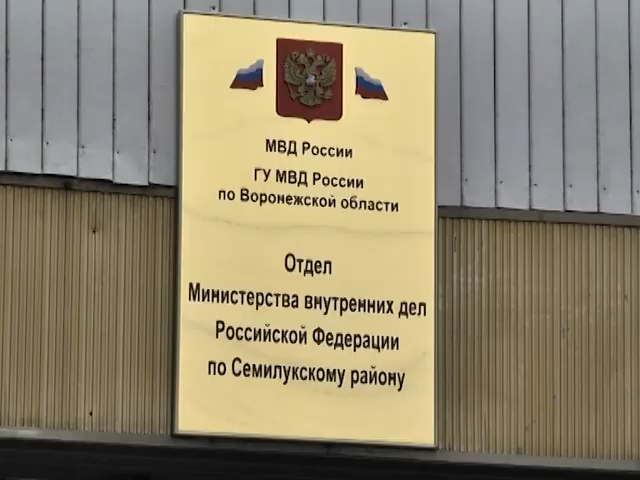 МВД России
ГУ МВД России
по Воронежской области
Отдел
Министерства внутренних дел
Российской Федерации
по Семилукскому району